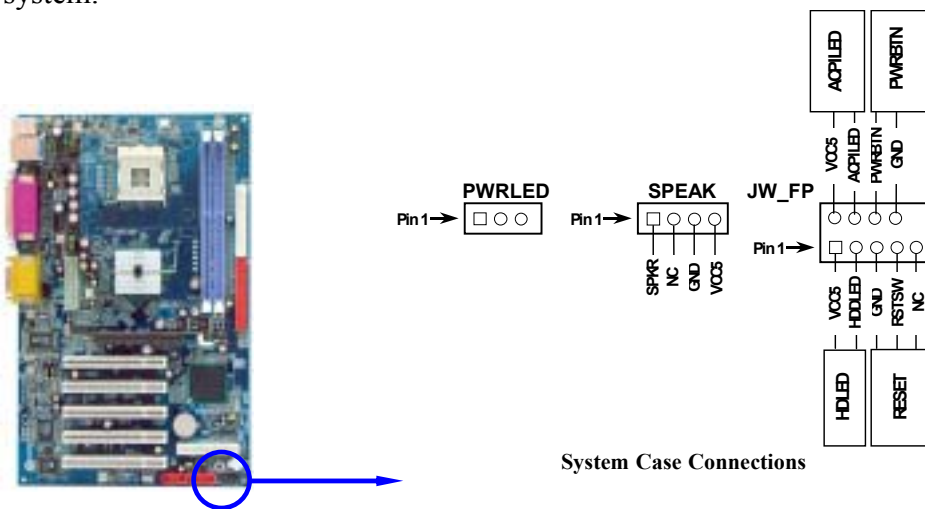 system.
ACPILED
PWRBTN
VCC5
ACPILED
PWRBTN
GND
PWRLED
SPEAK
JW_FP
Pin 1
Pin 1
Pin 1
SPKR
NC
GND
VCC5
VCC5
HDDLED
GND
RSTSW
NC
HDLED
RESET
System Case Connections